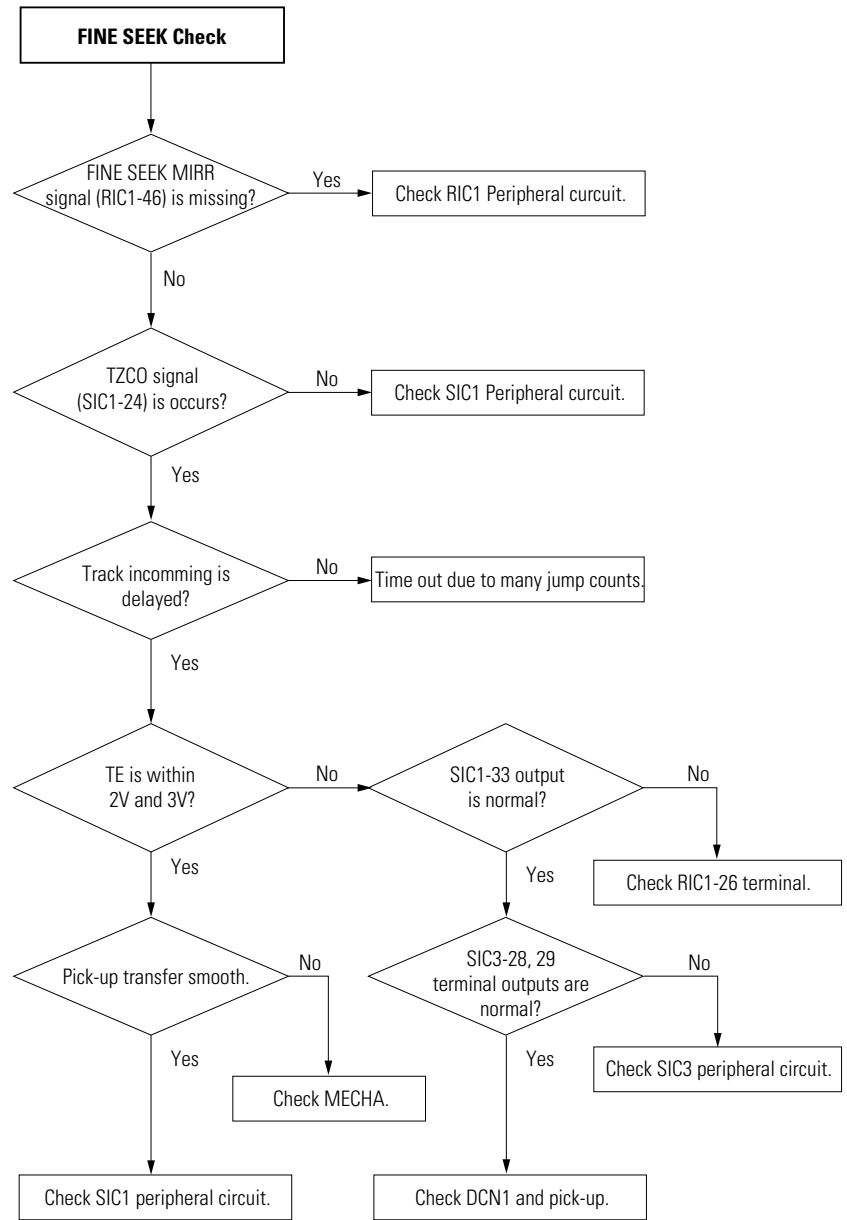 FINE SEEK Check
FINE SEEK MIRR
signal (RIC1-46) is missing?
Yes
Check RIC1 Peripheral curcuit.
No
TZCO signal
(SIC1-24) is occurs?
No
Check SIC1 Peripheral curcuit.
Yes
Track incomming is
delayed?
No
Time out due to many jump counts.
Yes
TE is within
2V and 3V?
No
SIC1-33 output
is normal?
No
Check RIC1-26 terminal.
Yes
Yes
Pick-up transfer smooth.
No
Check MECHA.
Yes
Check SIC1 peripheral circuit.
SIC3-28, 29
terminal outputs are
normal?
No
Check SIC3 peripheral circuit.
Yes
Check DCN1 and pick-up.